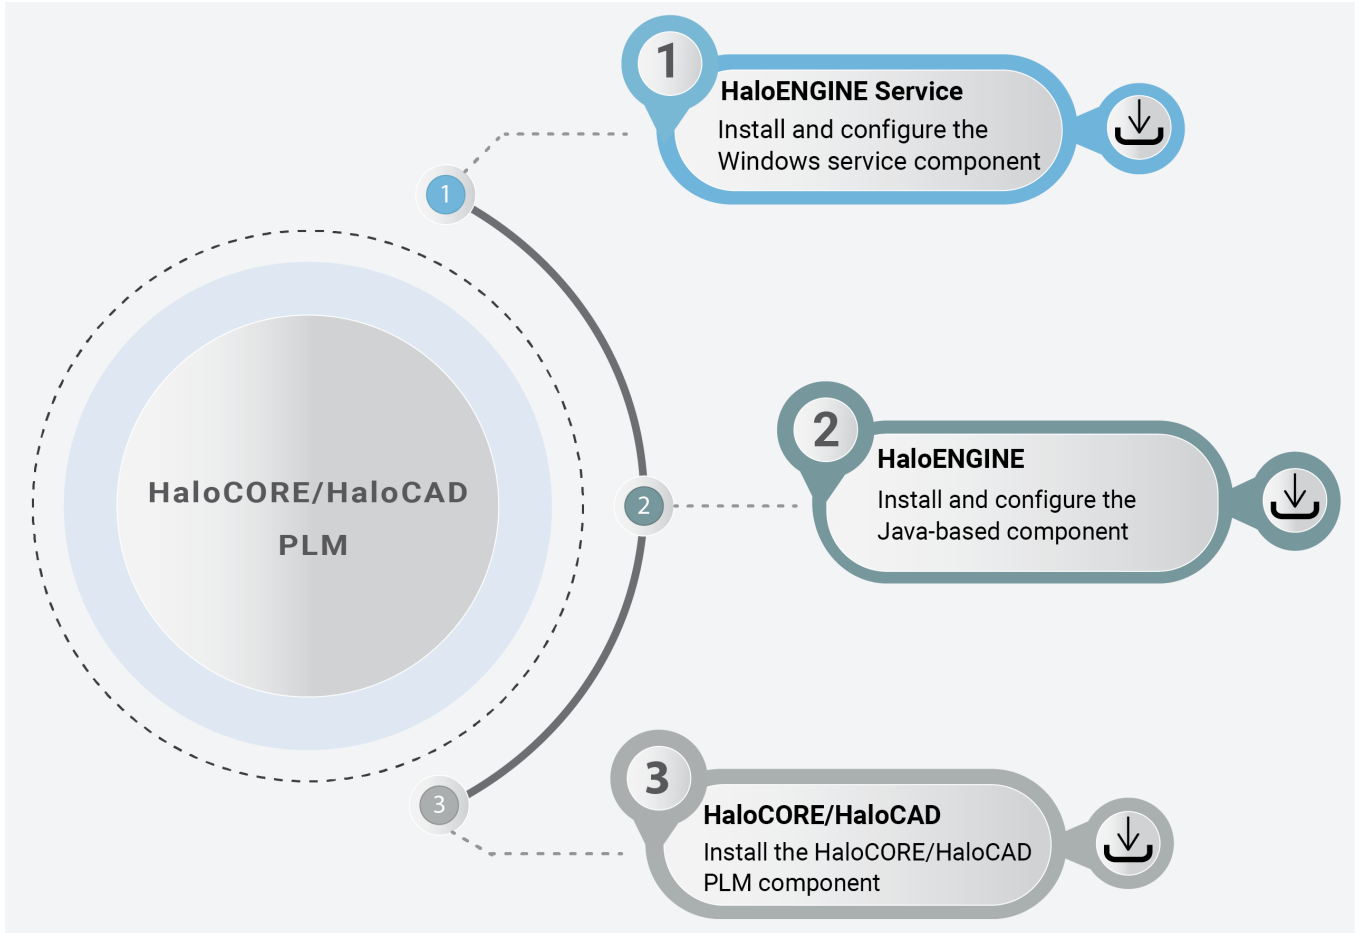 HaloCORE/HaloCAD
PLM
1
1
HaloENGINE Service
Install and configure the
Windows service component
2
2
HaloENGINE
Install and configure the
Java-based component
3
3
HaloCORE/HaloCAD
Install the HaloCORE/HaloCAD
PLM component